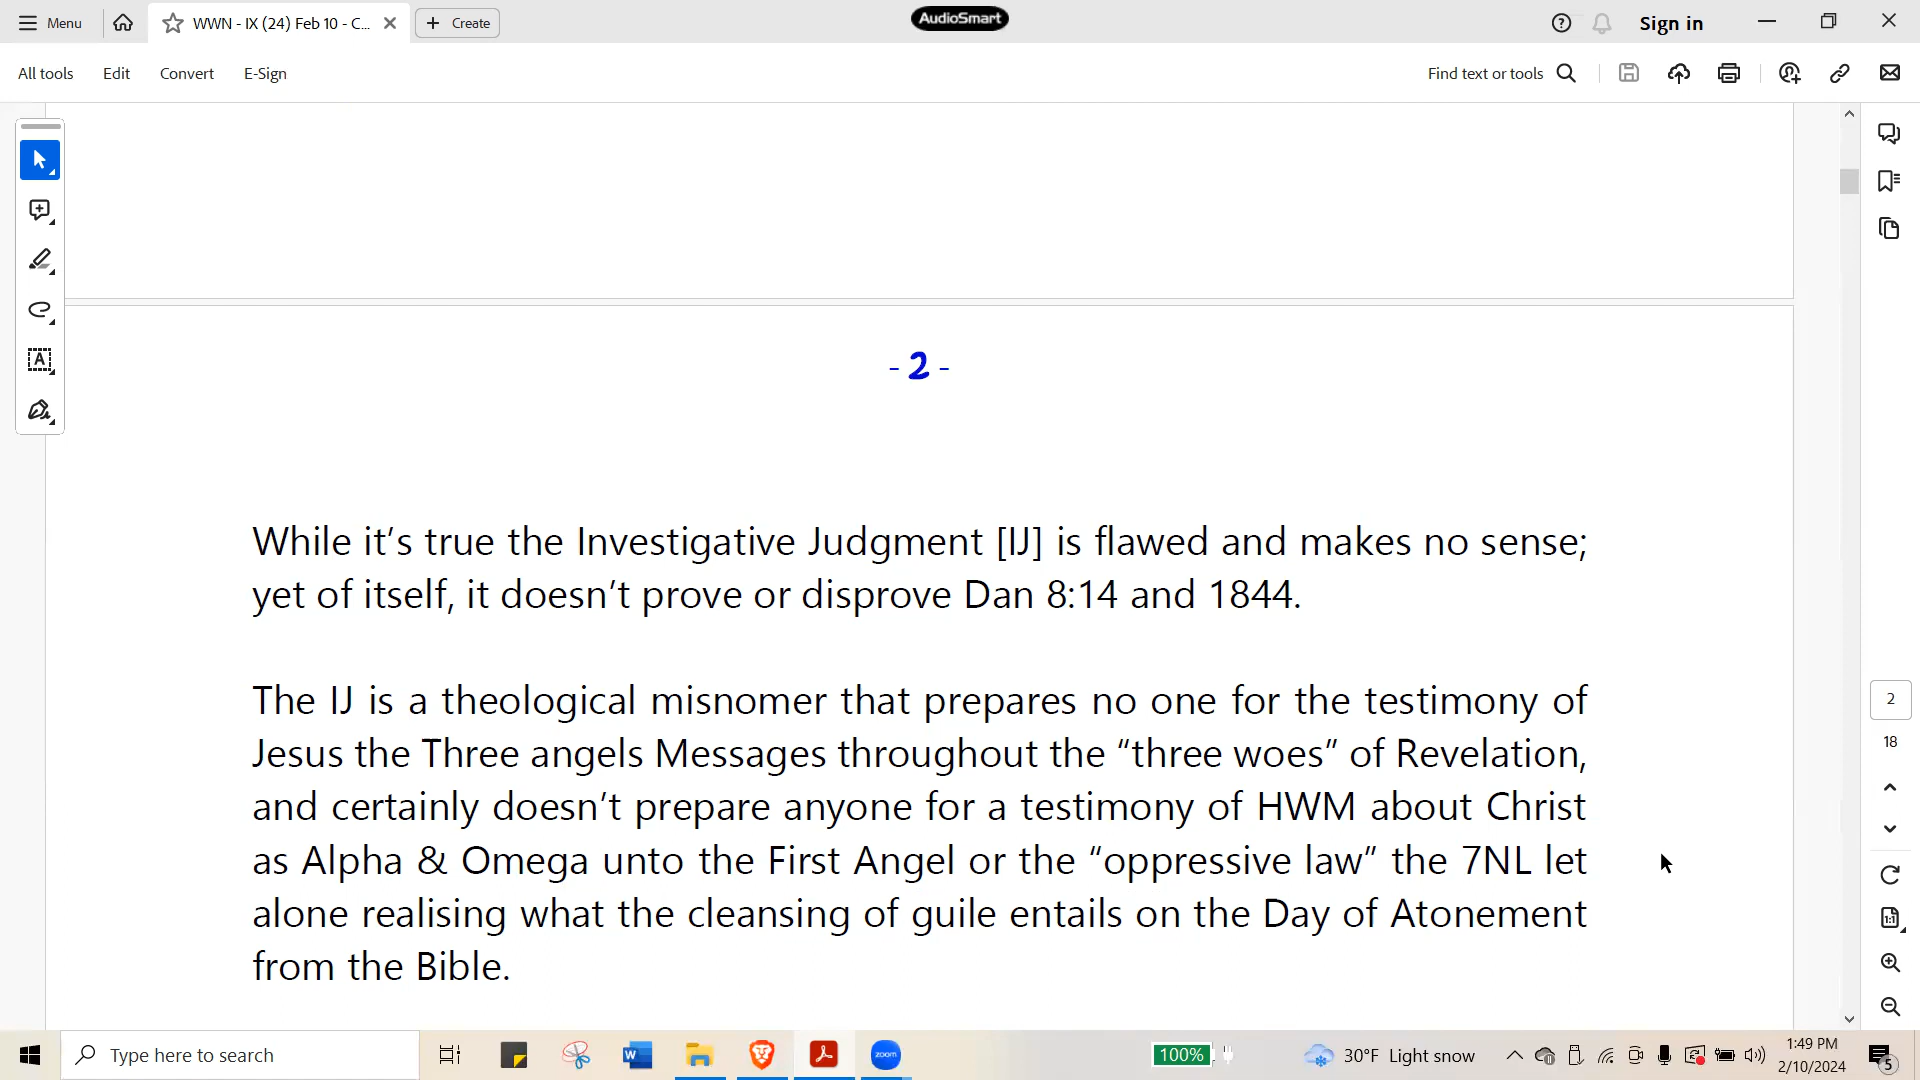 Menu
WWN - IX (24) Feb 10 - C...
Create
AudioSmart
Sign in
All tools
Edit
Convert
E-Sign
Find text or tools
- 2 -
While it’s true the Investigative Judgment [IJ] is flawed and makes no sense;
yet of itself, it doesn’t prove or disprove Dan 8:14 and 1844.
The IJ is a theological misnomer that prepares no one for the testimony of
Jesus the Three angels Messages throughout the “three woes” of Revelation,
and certainly doesn’t prepare anyone for a testimony of HWM about Christ
as Alpha & Omega unto the First Angel or the “oppressive law” the 7NL let
alone realising what the cleansing of guile entails on the Day of Atonement
from the Bible.
2
18
1:1
Type here to search
W
zoom
100%
30°F Light snow
1:49 PM
2/10/2024
5